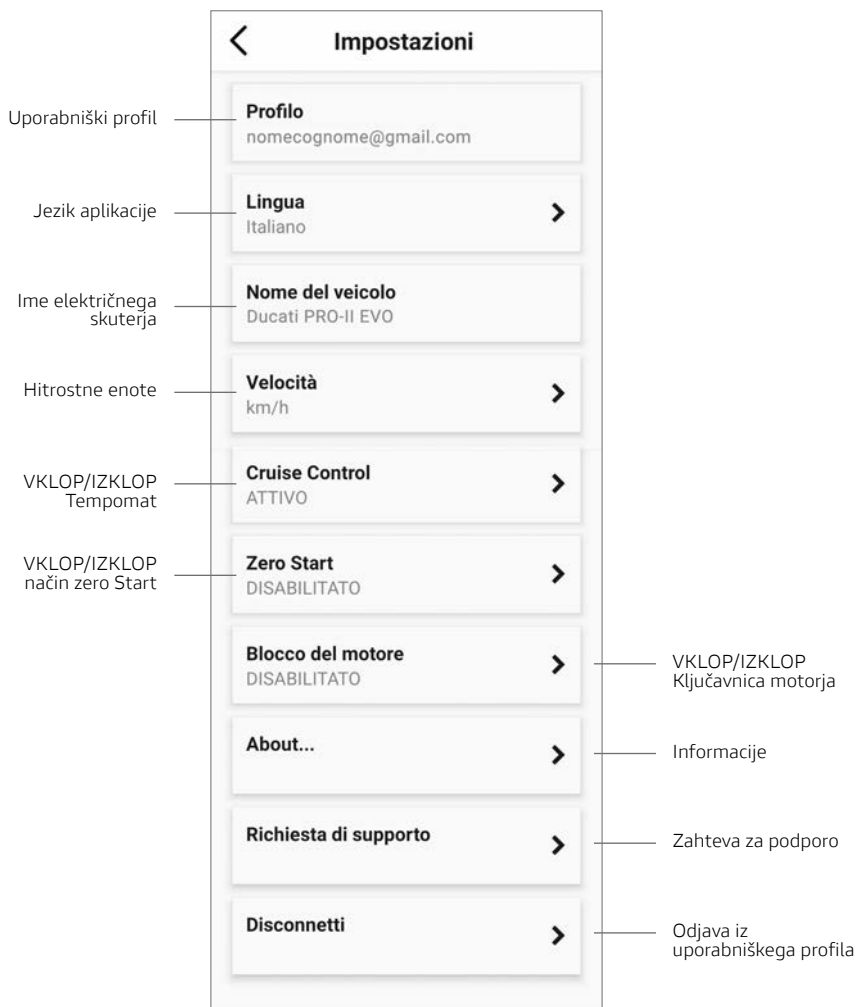 Impostazioni
Uporabniški profil
Profilo
nomecognome@gmail.com
Jezik aplikacije
Lingua
Italiano
Ime električnega
skuterja
Nome del veicolo
Ducati PRO-II EVO
Hitrostne enote
Velocità
km/h
VKLOP/IZKLOP
Tempomat
Cruise Control
ATTIVO
VKLOP/IZKLOP
način zero Start
Zero Start
DISABILITATO
Blocco del motore
DISABILITATO
VKLOP/IZKLOP
Ključavnica motorja
About...
Informacije
Richiesta di supporto
Zahteva za podporo
Disconnetti
Odjava iz
uporabniškega profila